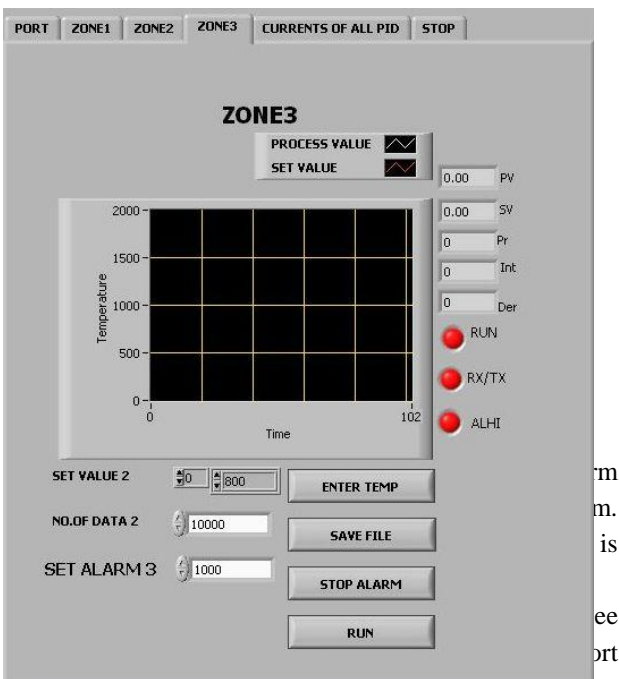 PORT ZONE1 ZONE2 ZONE3 CURRENTS OF ALL PID STOP
ZONE3
PROCESS VALUE
SET VALUE
0.00 PV
0.00 SV
0 Pr
0 Int
0 Der
RUN
RX/TX
ALHI
Temperature
2000
1500
1000
500
0
0 102
Time
SET VALUE 2 0 800 ENTER TEMP
NO.OF DATA 2 10000 SAVE FILE
SET ALARM 3 1000 STOP ALARM
RUN
rm
m.
is
ee
ort